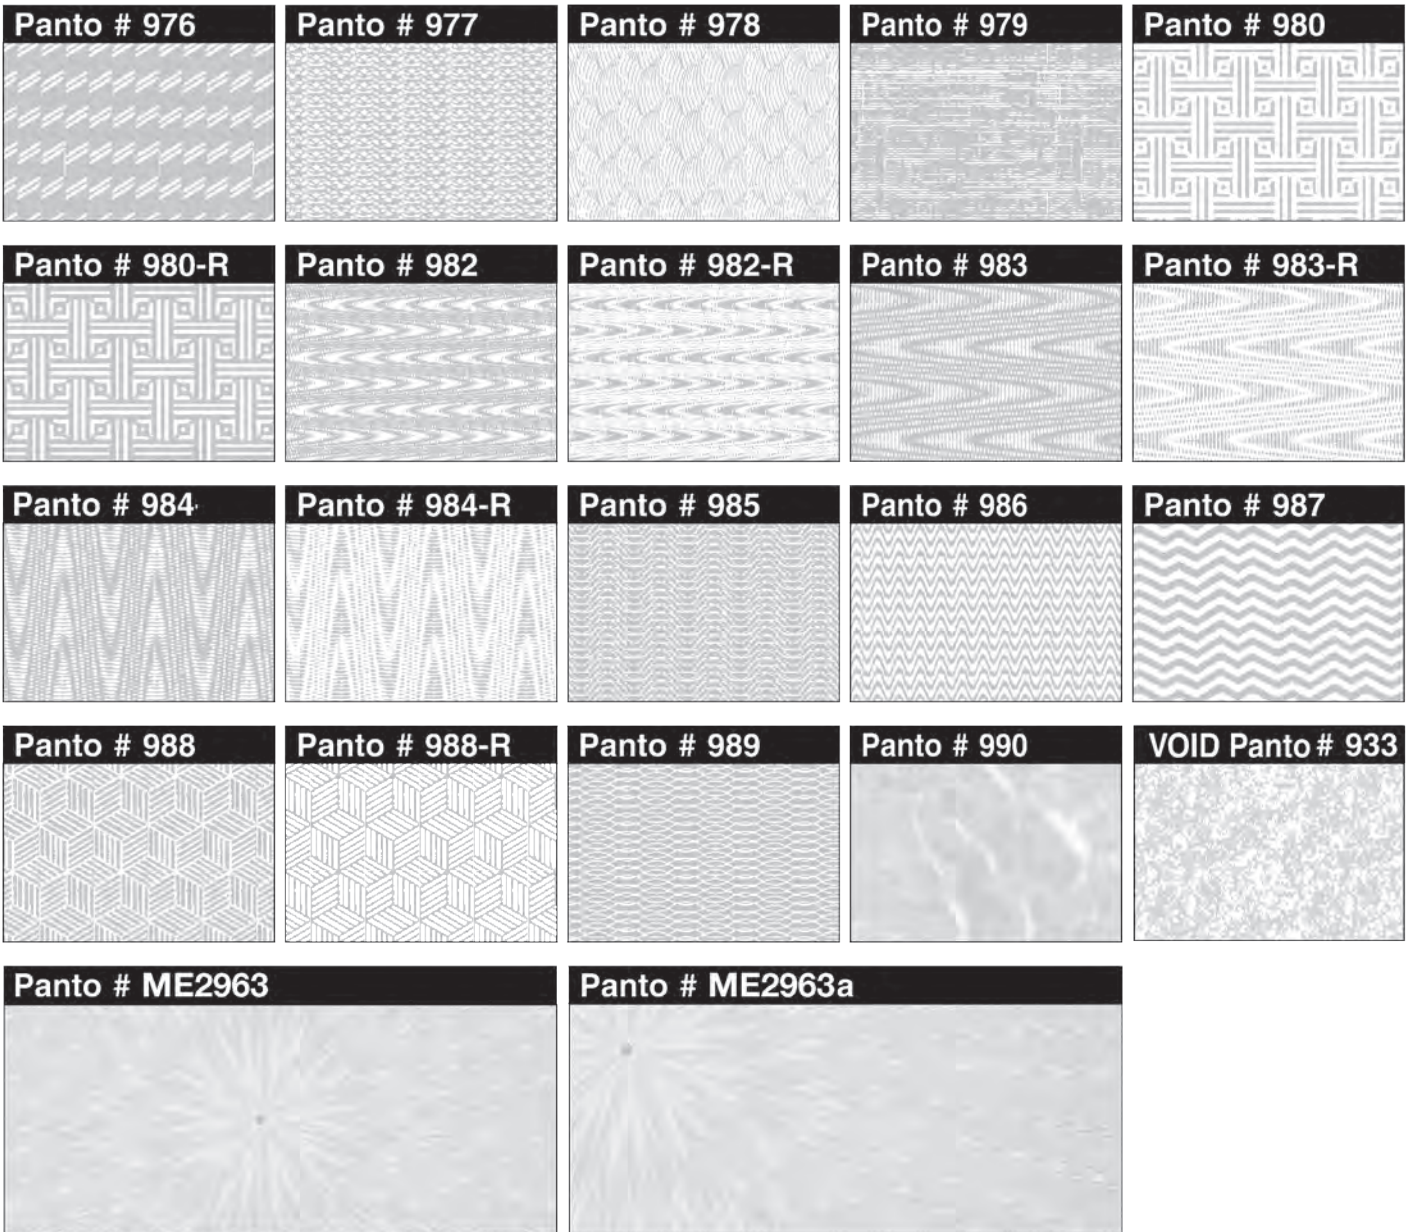 Panto # 976
Panto # 977
Panto # 978
Panto # 979
Panto # 980
Panto # 980-R
Panto # 982
Panto # 982-R
Panto # 983
Panto # 983-R
Panto # 984
Panto # 984-R
Panto # 985
Panto # 986
Panto # 987
Panto # 988
Panto # 988-R
Panto # 989
Panto # 990
VOID Panto # 933
Panto # ME2963
Panto # ME2963a